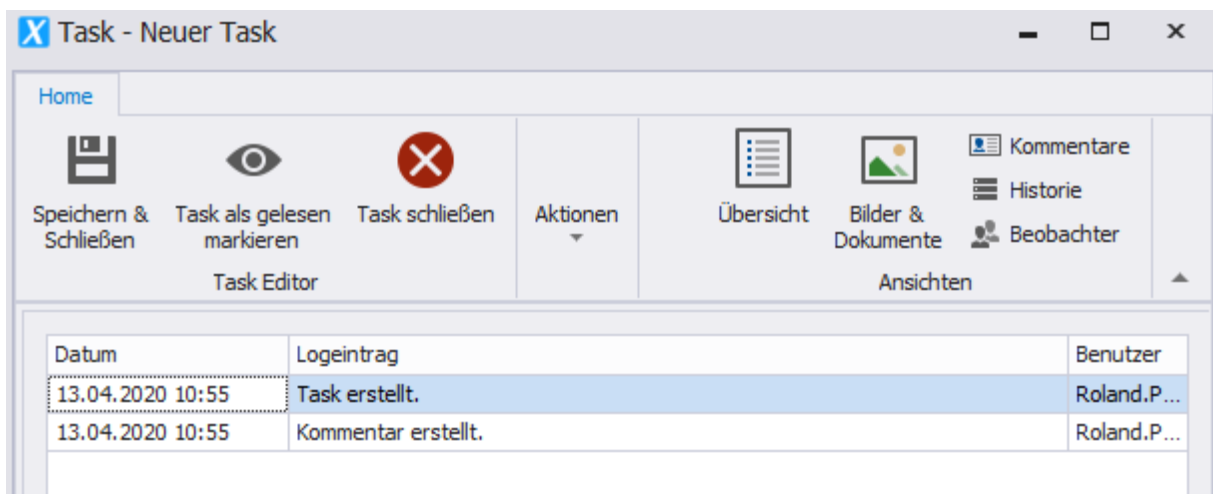 X Task - Neuer Task
Home
Speichern & Schließen
Task als gelesen markieren
Task schließen
Task Editor
Aktionen
Übersicht
Bilder & Dokumente
Kommentare
Historie
Beobachter
Ansichten
Datum Logeintrag Benutzer
13.04.2020 10:55 Task erstellt. Roland.P...
13.04.2020 10:55 Kommentar erstellt. Roland.P...